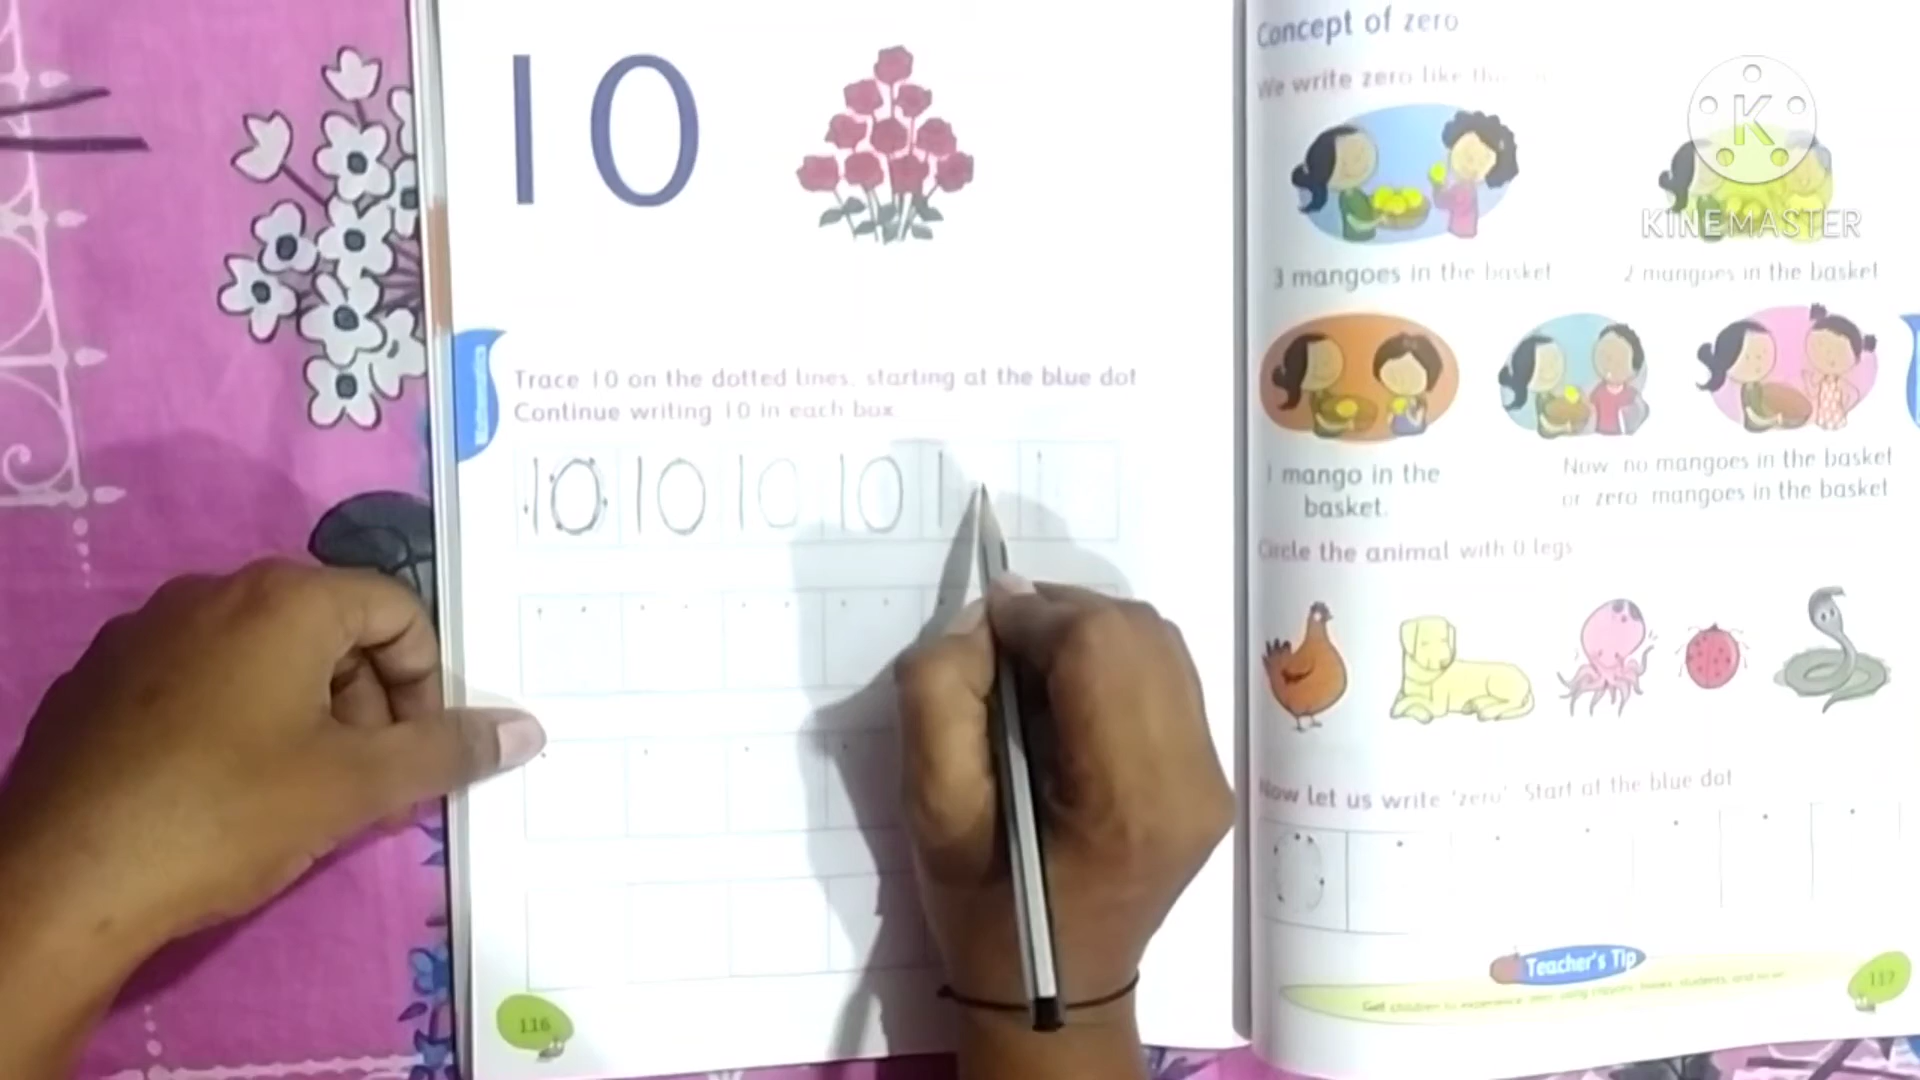 10
Trace 10 on the dotted lines, starting at the blue dot
Continue writing 10 in each box
10 10 10 10 1
116
Concept of zero
We write zero like
3 mangoes in the basket
2 mangoes in the basket
1 mango in the
basket.
Now no mangoes in the basket
or zero mangoes in the basket
Circle the animal with 0 legs
Now let us write 'zero'. Start at the blue dot
0
Teacher's Tip
117
K
KINEMASTER